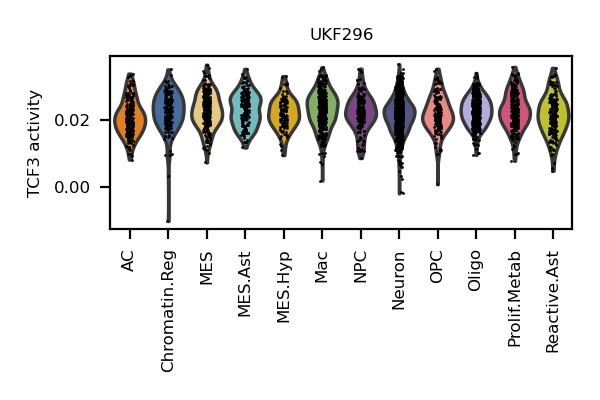 UKF296
TCF3 activity
0.02
0.00
AC
Chromatin.Reg
MES
MES.Ast
MES.Hyp
Mac
NPC
Neuron
OPC
Oligo
Prolif.Metab
Reactive.Ast